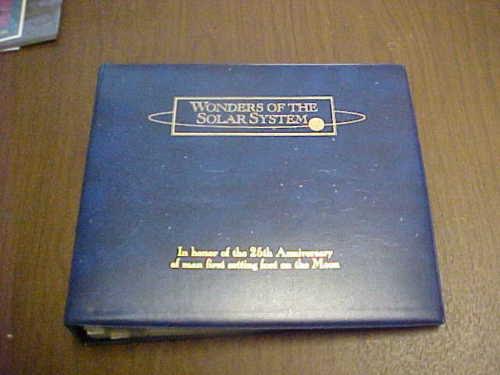 WONDERS OF THE
SOLAR SYSTEM
In honor of the 25th Anniversary
of man first setting foot on the Moon